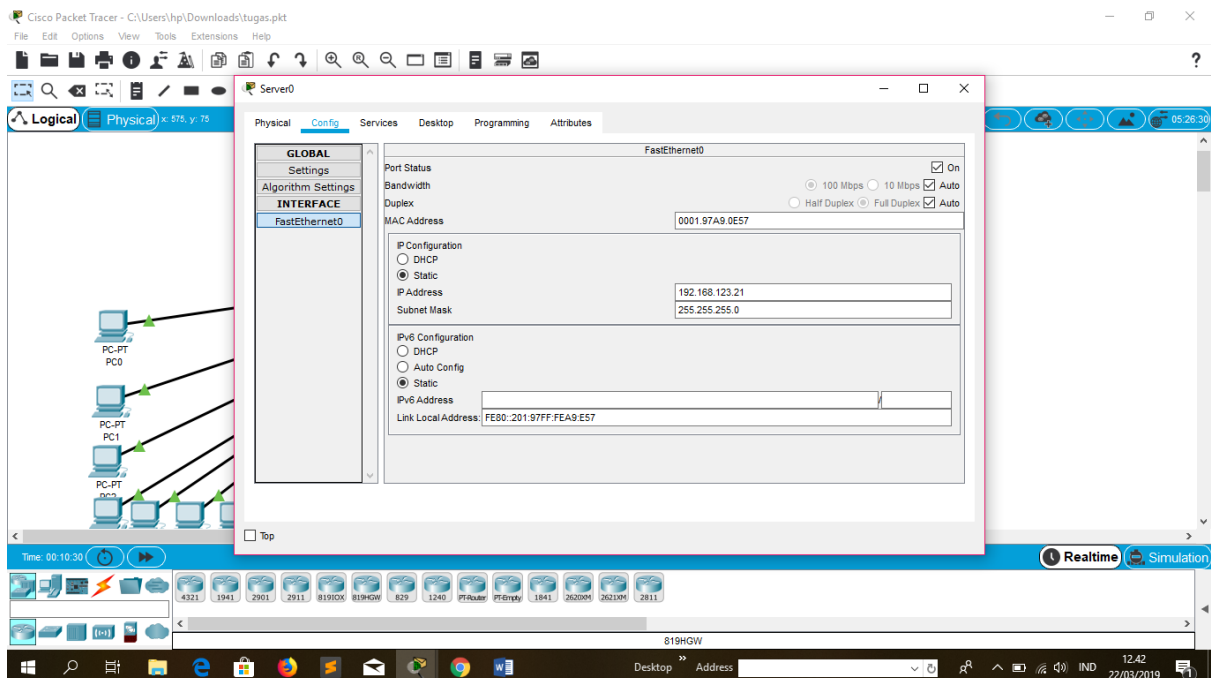 Cisco Packet Tracer - C:\Users\hp\Downloads\tugas.pkt
File Edit Options View Tools Extensions Help
?
Logical Physical x: 575, y: 75 05:26:30
Server0
Physical Config Services Desktop Programming Attributes
GLOBAL
Settings
Algorithm Settings
INTERFACE
FastEthernet0
FastEthernet0
Port Status On
Bandwidth 100 Mbps 10 Mbps Auto
Duplex Half Duplex Full Duplex Auto
MAC Address 0001.97A9.0E57
IP Configuration
DHCP
Static
IP Address 192.168.123.21
Subnet Mask 255.255.255.0
IPv6 Configuration
DHCP
Auto Config
Static
IPv6 Address /
Link Local Address: FE80::201:97FF:FEA9:E57
Top
PC-PT
PC0
PC-PT
PC1
PC-PT
PC2
Time: 00:10:30 Realtime Simulation
4321 1941 2901 2911 819IOX 819HGW 829 1240 PT-Router PT-Empty 1841 2620XM 2621XM 2811
819HGW
Desktop » Address IND 12.42
22/03/2019